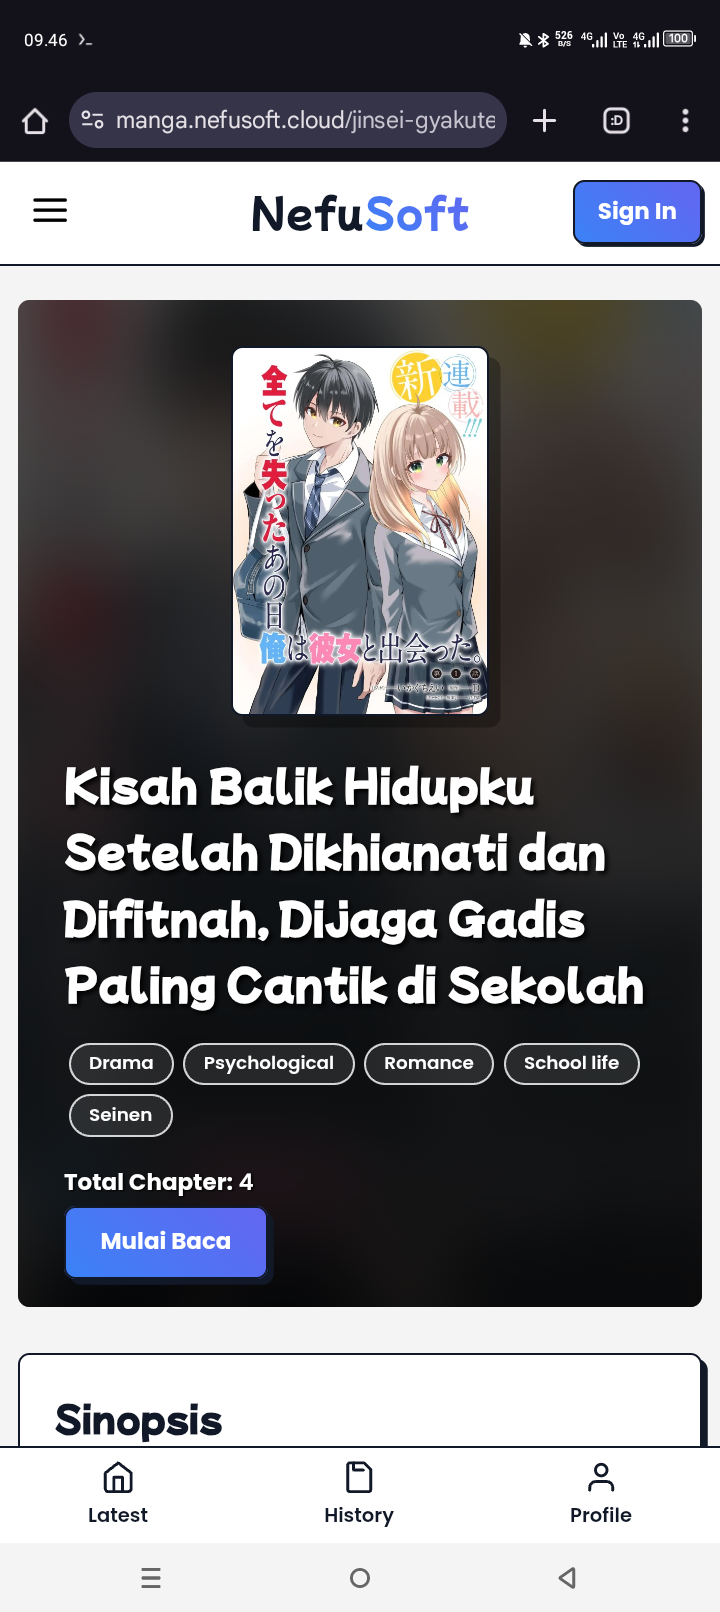 09.46
526
B/S
4G
Vo
LTE
4G
100
manga.nefusoft.cloud/jinsei-gyakute
:D
NefuSoft
Sign In
新連載!!!
全てを失ったあの日
俺は彼女と出会った。
Kisah Balik Hidupku
Setelah Dikhianati dan
Difitnah, Dijaga Gadis
Paling Cantik di Sekolah
Drama
Psychological
Romance
School life
Seinen
Total Chapter: 4
Mulai Baca
Sinopsis
Latest
History
Profile